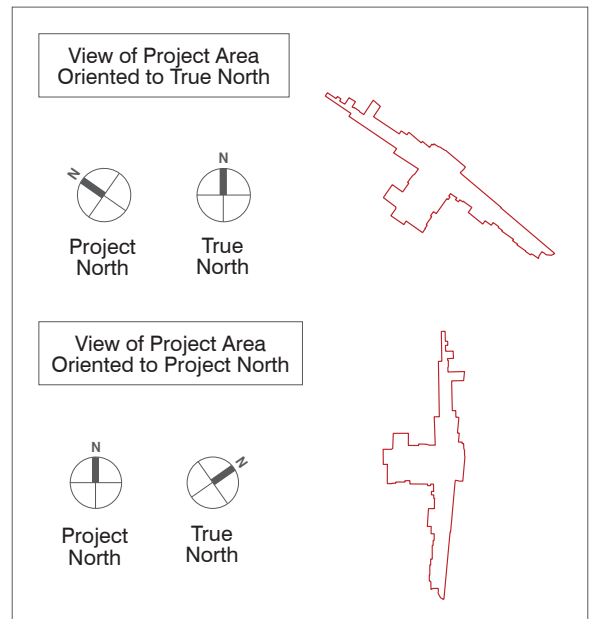 View of Project Area
Oriented to True North
N
N
Project
North
True
North
View of Project Area
Oriented to Project North
N
N
Project
North
True
North